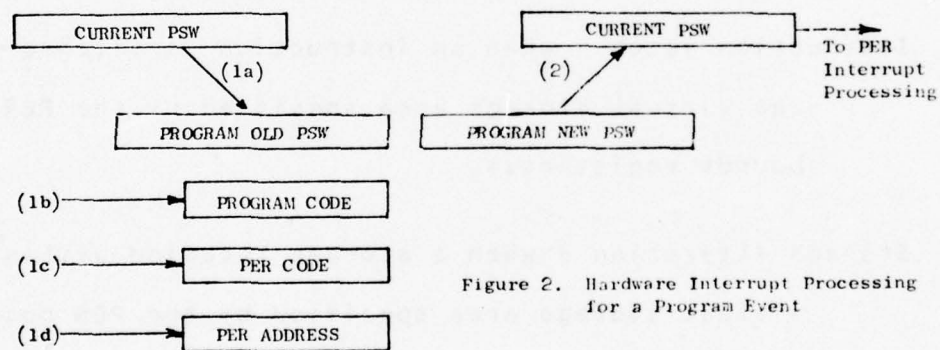 CURRENT PSW
CURRENT PSW
(1a)
(2)
To PER
Interrupt
Processing
PROGRAM OLD PSW
PROGRAM NEW PSW
(1b)
PROGRAM CODE
(1c)
PER CODE
(1d)
PER ADDRESS
Figure 2. Hardware Interrupt Processing
for a Program Event